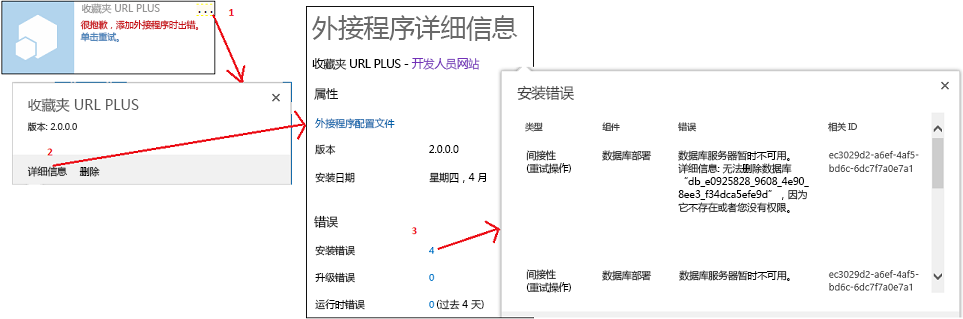 收藏夹 URL PLUS
...
很抱歉，添加外接程序时出错。
单击重试。
1
收藏夹 URL PLUS
版本: 2.0.0.0
2
详细信息 删除
外接程序详细信息
收藏夹 URL PLUS - 开发人员网站
属性
外接程序配置文件
版本 2.0.0.0
安装日期 星期四，4 月
错误
3
安装错误 4
升级错误 0
运行时错误 0 (过去 4 天)
安装错误
类型 组件 错误 相关 ID
间接性 数据库部署 数据库服务器暂时不可用。 ec3029d2-a6ef-4af5-
(重试操作) 详细信息: 无法删除数据库 bd6c-6dc7f7a0e7a1
“db_e0925828_9608_4e90_
8ee3_f34dca5efe9d”，因为
它不存在或者您没有权限。
间接性 数据库部署 数据库服务器暂时不可用。 ec3029d2-a6ef-4af5-
(重试操作) bd6c-6dc7f7a0e7a1